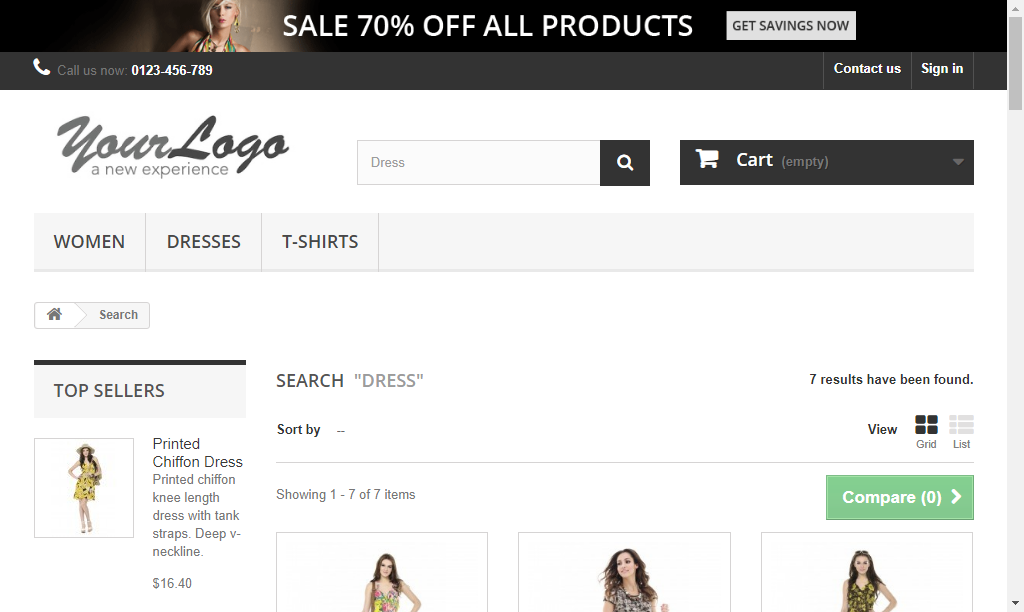 SALE 70% OFF ALL PRODUCTS GET SAVINGS NOW
Call us now: 0123-456-789 Contact us Sign in
YourLogo
a new experience
Dress
Cart (empty)
WOMEN DRESSES T-SHIRTS
Search
TOP SELLERS
Printed
Chiffon Dress
Printed chiffon
knee length
dress with tank
straps. Deep v-
neckline.
$16.40
SEARCH "DRESS" 7 results have been found.
Sort by -- View Grid List
Showing 1 - 7 of 7 items Compare (0)